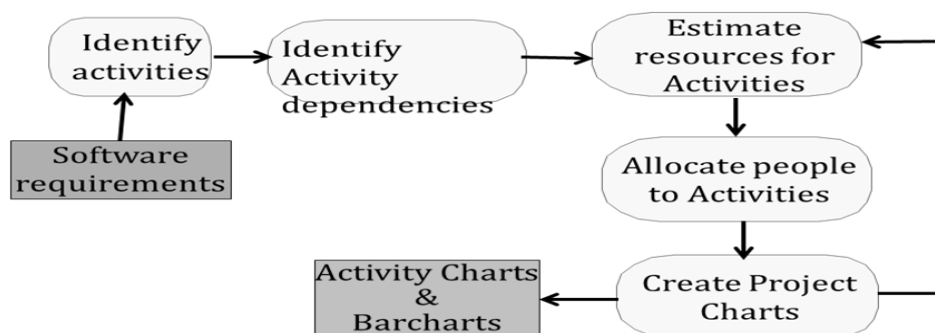 Identify
activities
Identify
Activity
dependencies
Estimate
resources for
Activities
Software
requirements
Allocate people
to Activities
Activity Charts
&
Barcharts
Create Project
Charts